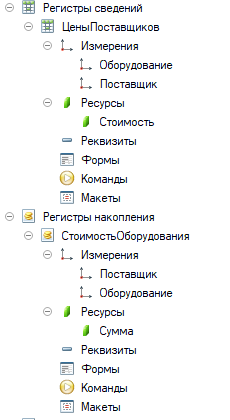 Регистры сведений
ЦеныПоставщиков
Измерения
Оборудование
Поставщик
Ресурсы
Стоимость
Реквизиты
Формы
Команды
Макеты
Регистры накопления
СтоимостьОборудования
Измерения
Поставщик
Оборудование
Ресурсы
Сумма
Реквизиты
Формы
Команды
Макеты